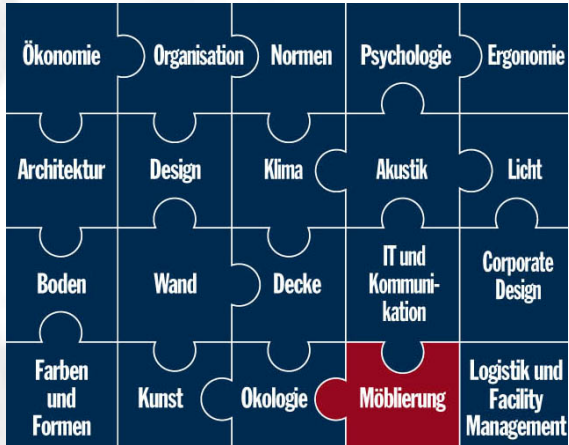 Ökonomie
Organisation
Normen
Psychologie
Ergonomie
Architektur
Design
Klima
Akustik
Licht
Boden
Wand
Decke
IT und
Kommuni-
kation
Corporate
Design
Farben
und
Formen
Kunst
Okologie
Möblierung
Logistik und
Facility
Management